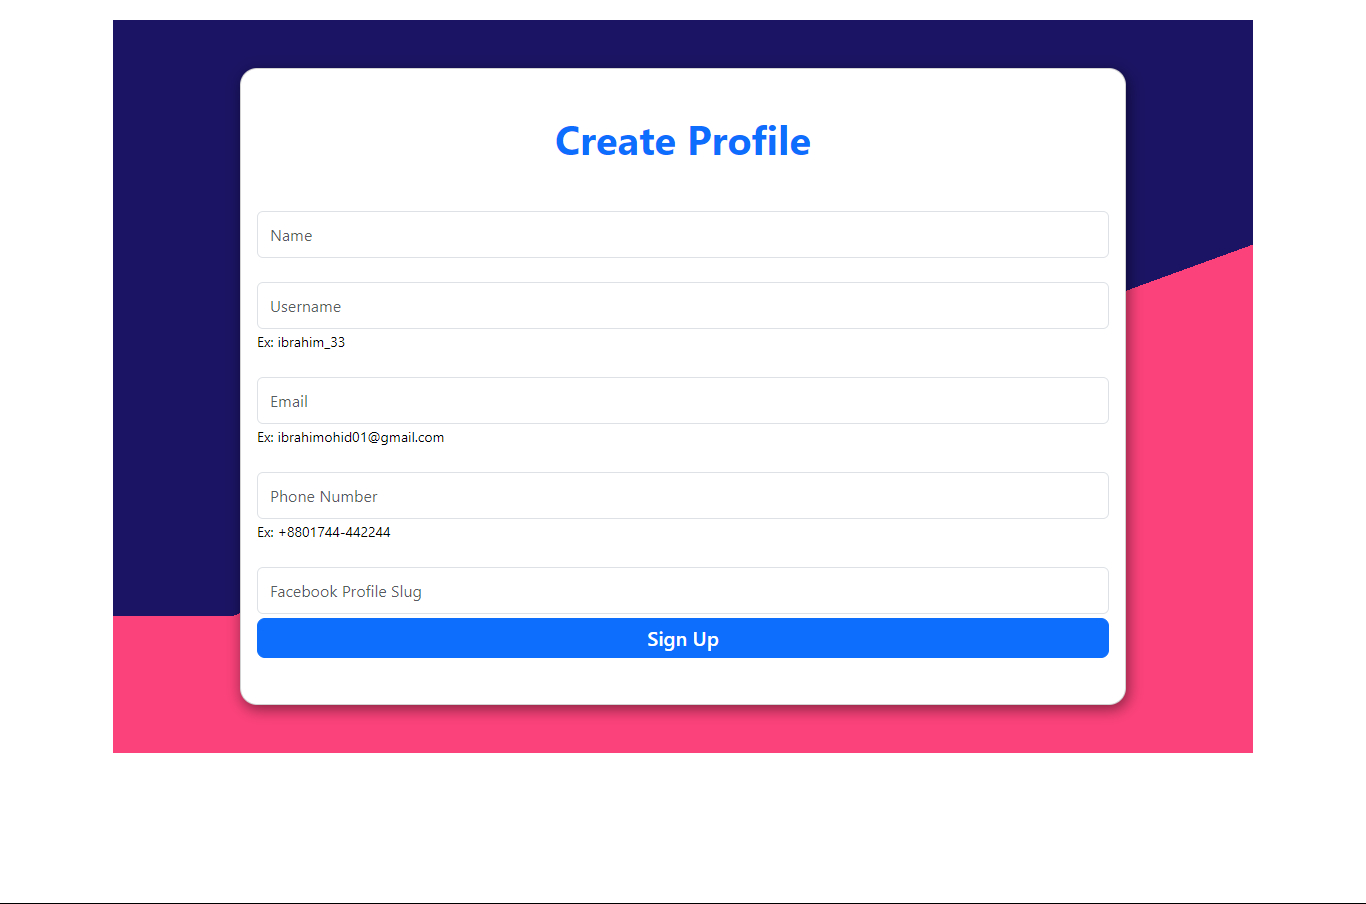 Create Profile
Name
Username
Ex: ibrahim_33
Email
Ex: ibrahimohid01@gmail.com
Phone Number
Ex: +8801744-442244
Facebook Profile Slug
Sign Up